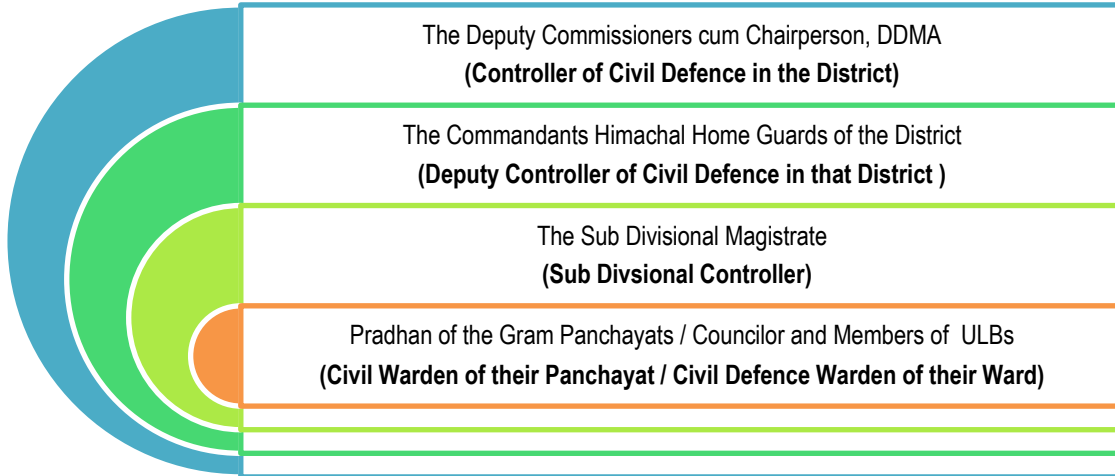 The Deputy Commissioners cum Chairperson, DDMA
(Controller of Civil Defence in the District)
The Commandants Himachal Home Guards of the District
(Deputy Controller of Civil Defence in that District )
The Sub Divisional Magistrate
(Sub Divsional Controller)
Pradhan of the Gram Panchayats / Councilor and Members of ULBs
(Civil Warden of their Panchayat / Civil Defence Warden of their Ward)